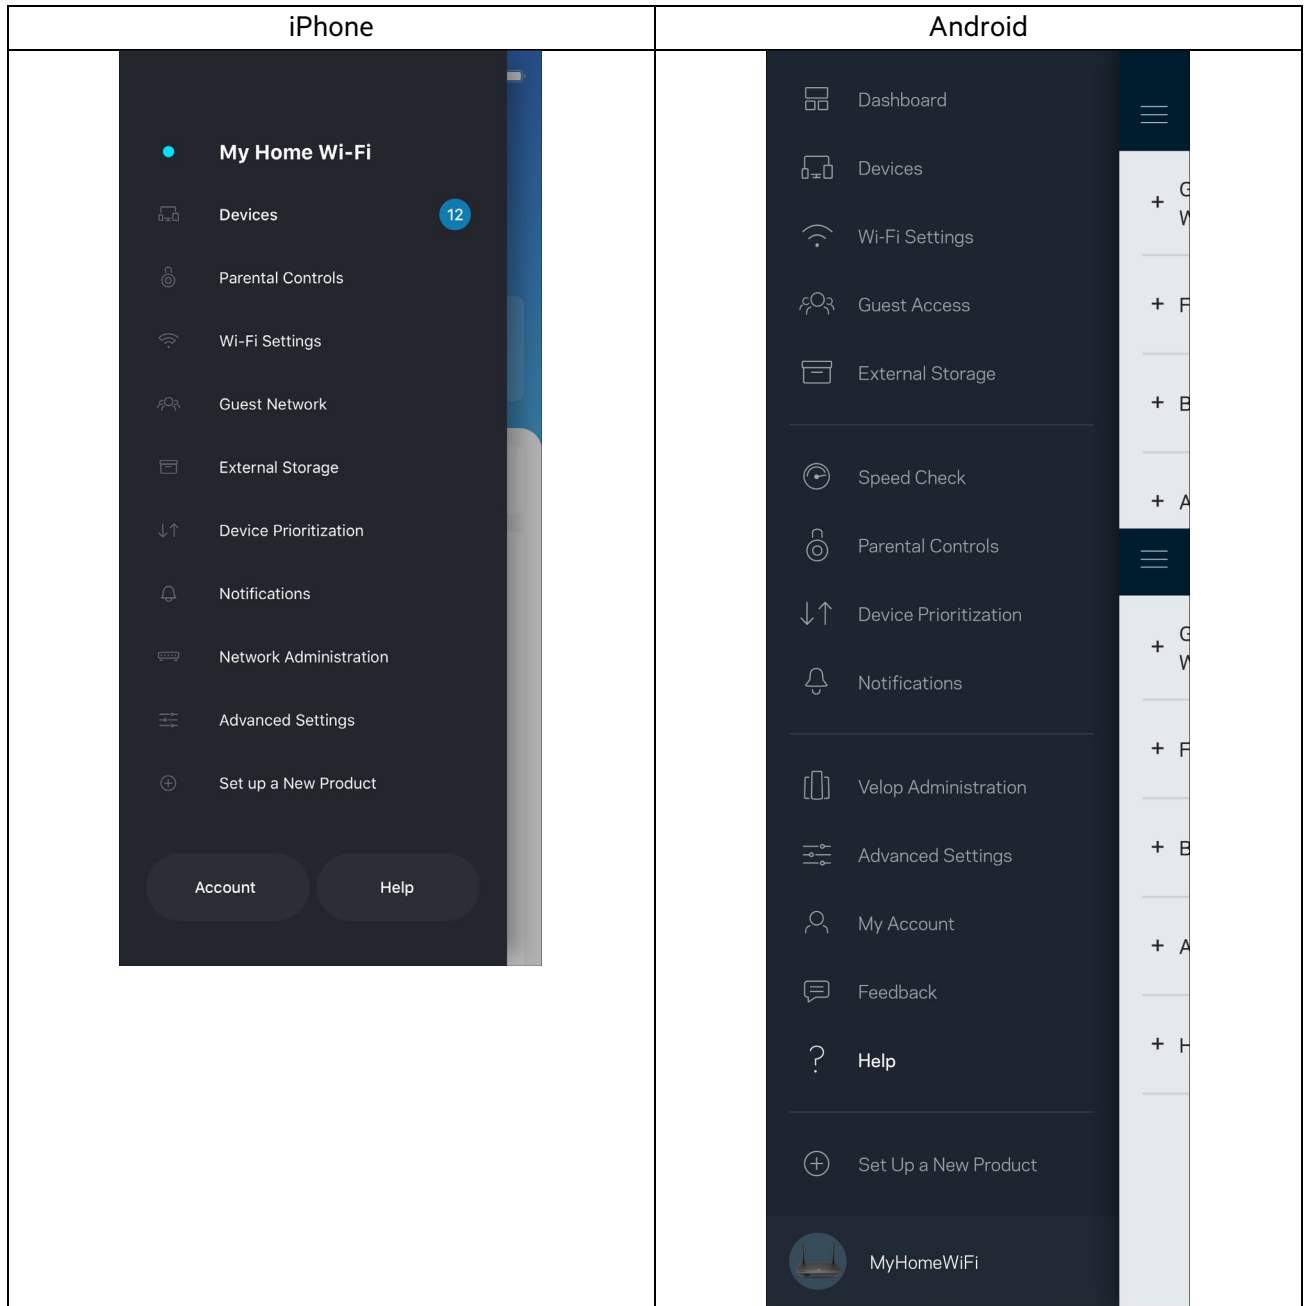 iPhone
Android
My Home Wi-Fi
Devices
12
Parental Controls
Wi-Fi Settings
Guest Network
External Storage
Device Prioritization
Notifications
Network Administration
Advanced Settings
Set up a New Product
Account
Help
Dashboard
Devices
Wi-Fi Settings
Guest Access
External Storage
Speed Check
Parental Controls
Device Prioritization
Notifications
Velop Administration
Advanced Settings
My Account
Feedback
Help
Set Up a New Product
MyHomeWiFi